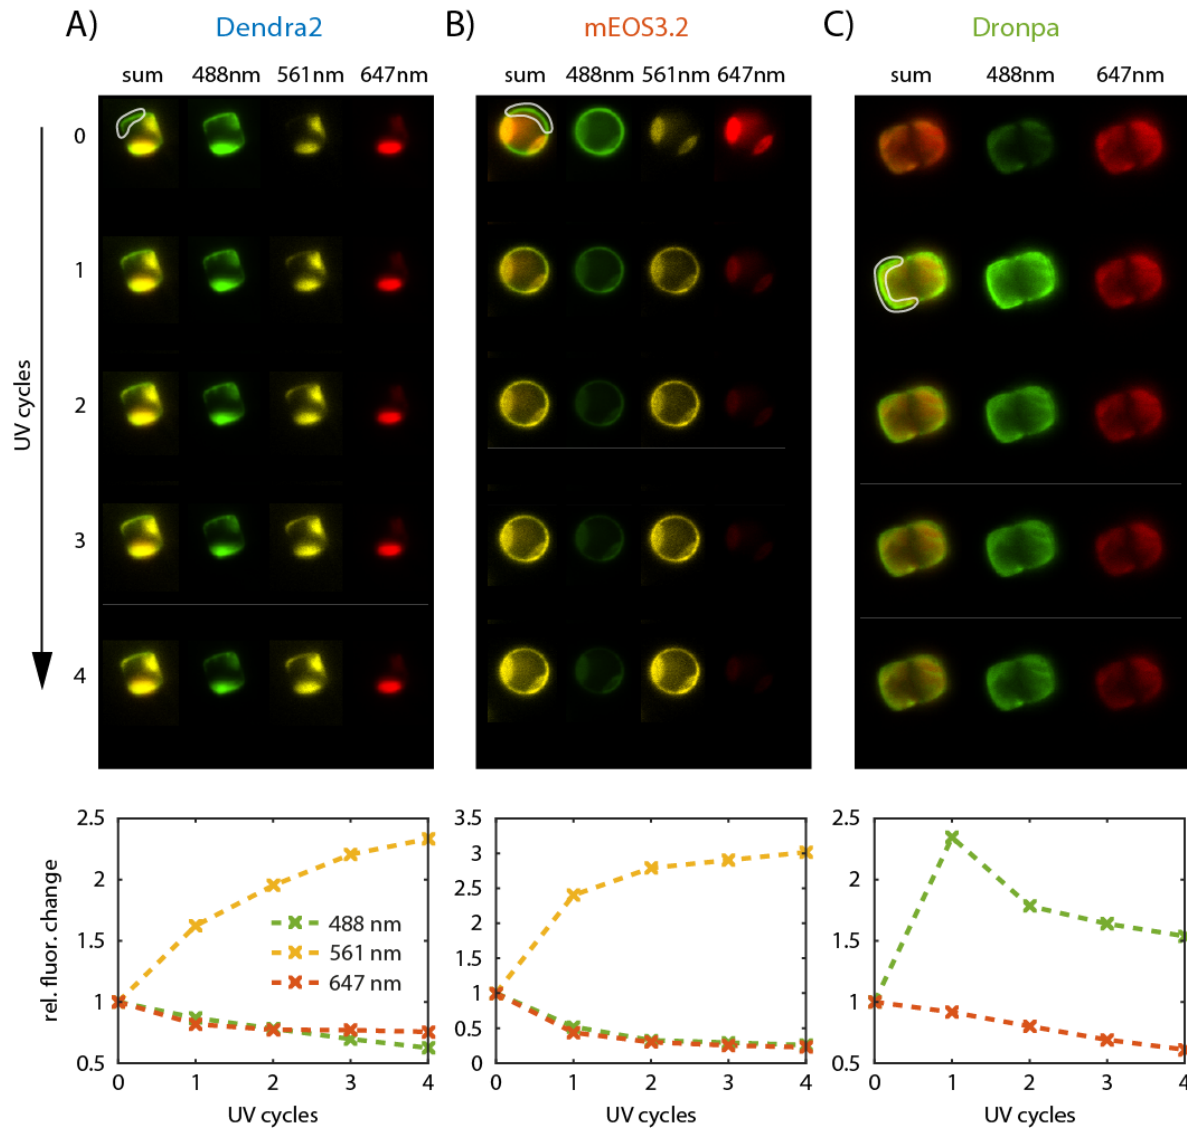 A) Dendra2
B) mEOS3.2
C) Dronpa
sum 488nm 561nm 647nm
sum 488nm 561nm 647nm
sum 488nm 647nm
UV cycles
0
1
2
3
4
rel. fluor. change
2.5
2
1.5
1
0.5
488 nm
561 nm
647 nm
0 1 2 3 4
UV cycles
3.5
3
2.5
2
1.5
1
0.5
0
0 1 2 3 4
UV cycles
2.5
2
1.5
1
0.5
0 1 2 3 4
UV cycles